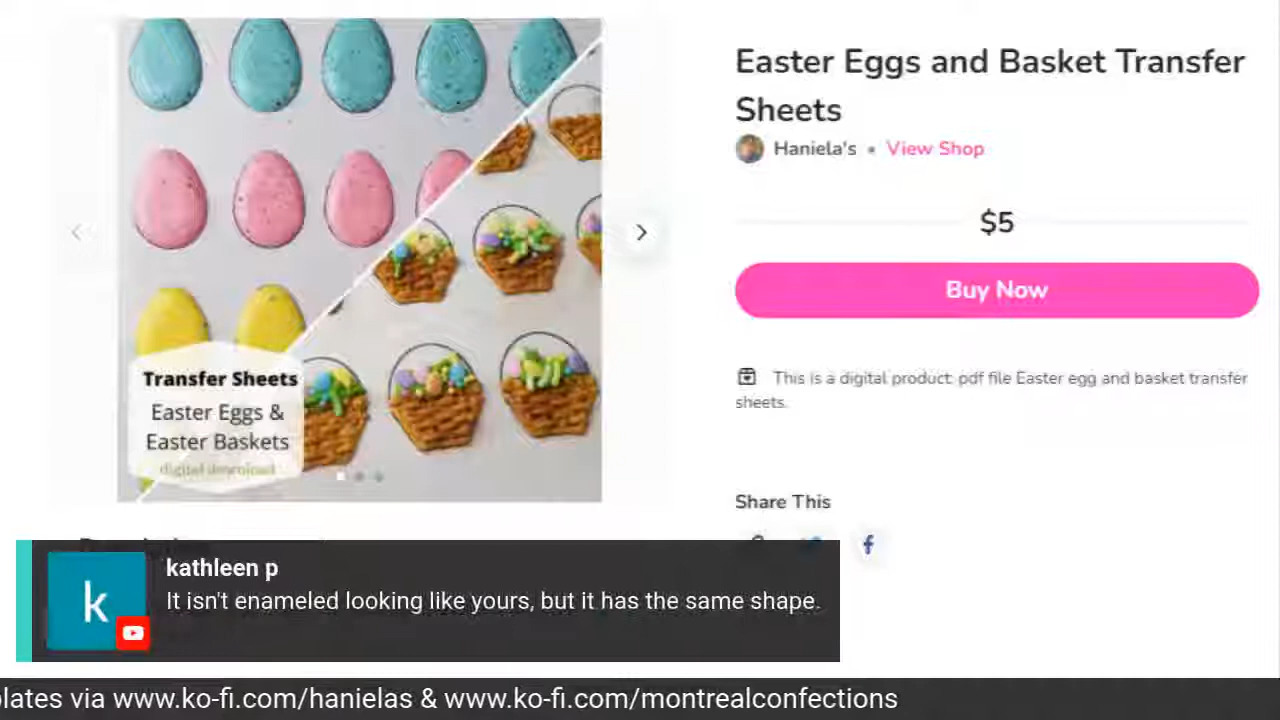 Easter Eggs and Basket Transfer
Sheets
Haniela's • View Shop
$5
Buy Now
This is a digital product: pdf file Easter egg and basket transfer
sheets.
Share This
Transfer Sheets
Easter Eggs &
Easter Baskets
digital download
kathleen p
k
It isn't enameled looking like yours, but it has the same shape.
plates via www.ko-fi.com/hanielas & www.ko-fi.com/montrealconfections